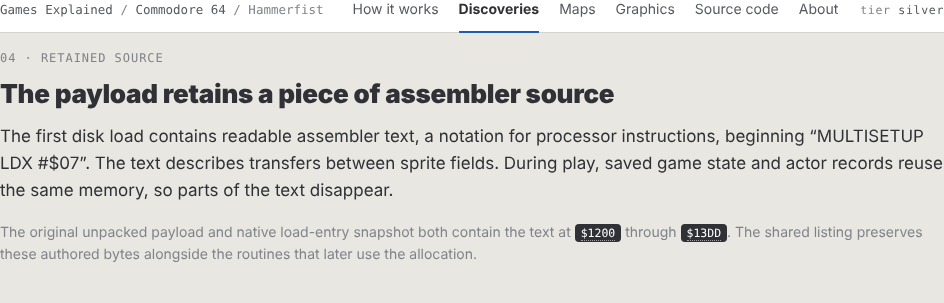 Games Explained / Commodore 64 / Hammerfist How it works Discoveries Maps Graphics Source code About tier silver
04 · RETAINED SOURCE
The payload retains a piece of assembler source
The first disk load contains readable assembler text, a notation for processor instructions, beginning “MULTISETUP
LDX #$07”. The text describes transfers between sprite fields. During play, saved game state and actor records reuse
the same memory, so parts of the text disappear.
The original unpacked payload and native load-entry snapshot both contain the text at $1200 through $13DD. The shared listing preserves
these authored bytes alongside the routines that later use the allocation.